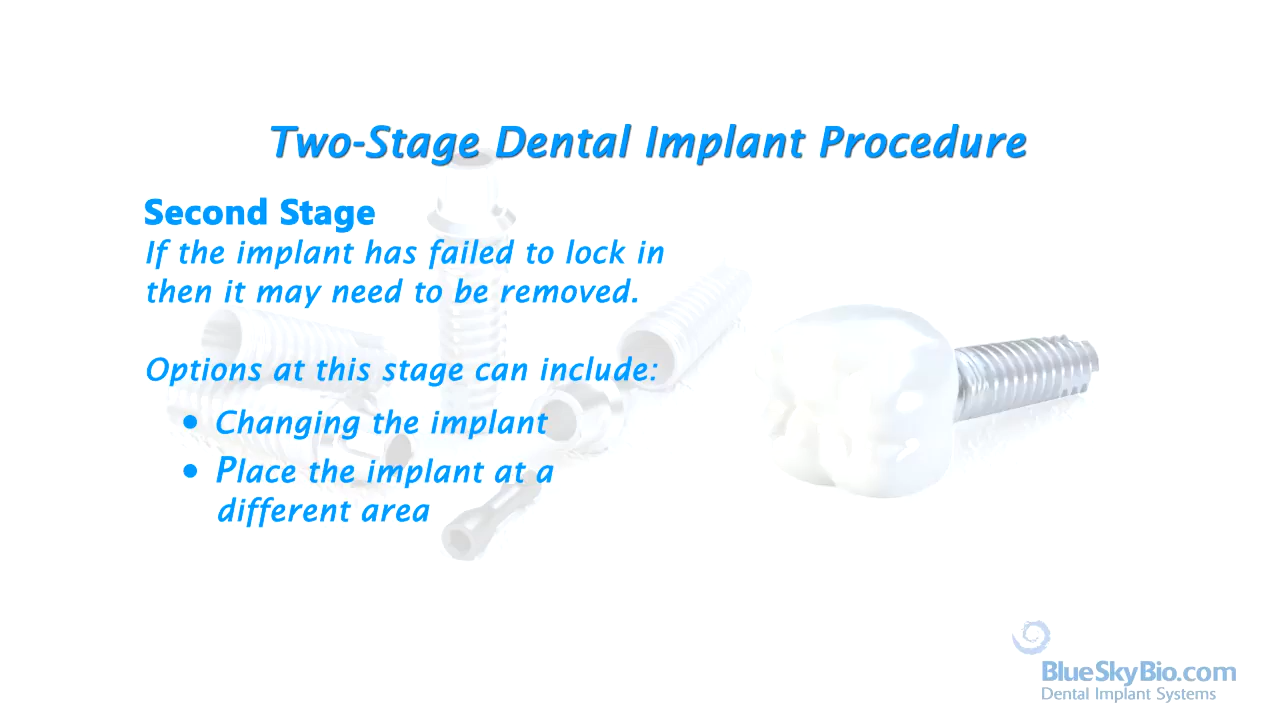 Two-Stage Dental Implant Procedure
Second Stage
If the implant has failed to lock in
then it may need to be removed.
Options at this stage can include:
• Changing the implant
• Place the implant at a
different area
BlueSkyBio.com
Dental Implant Systems